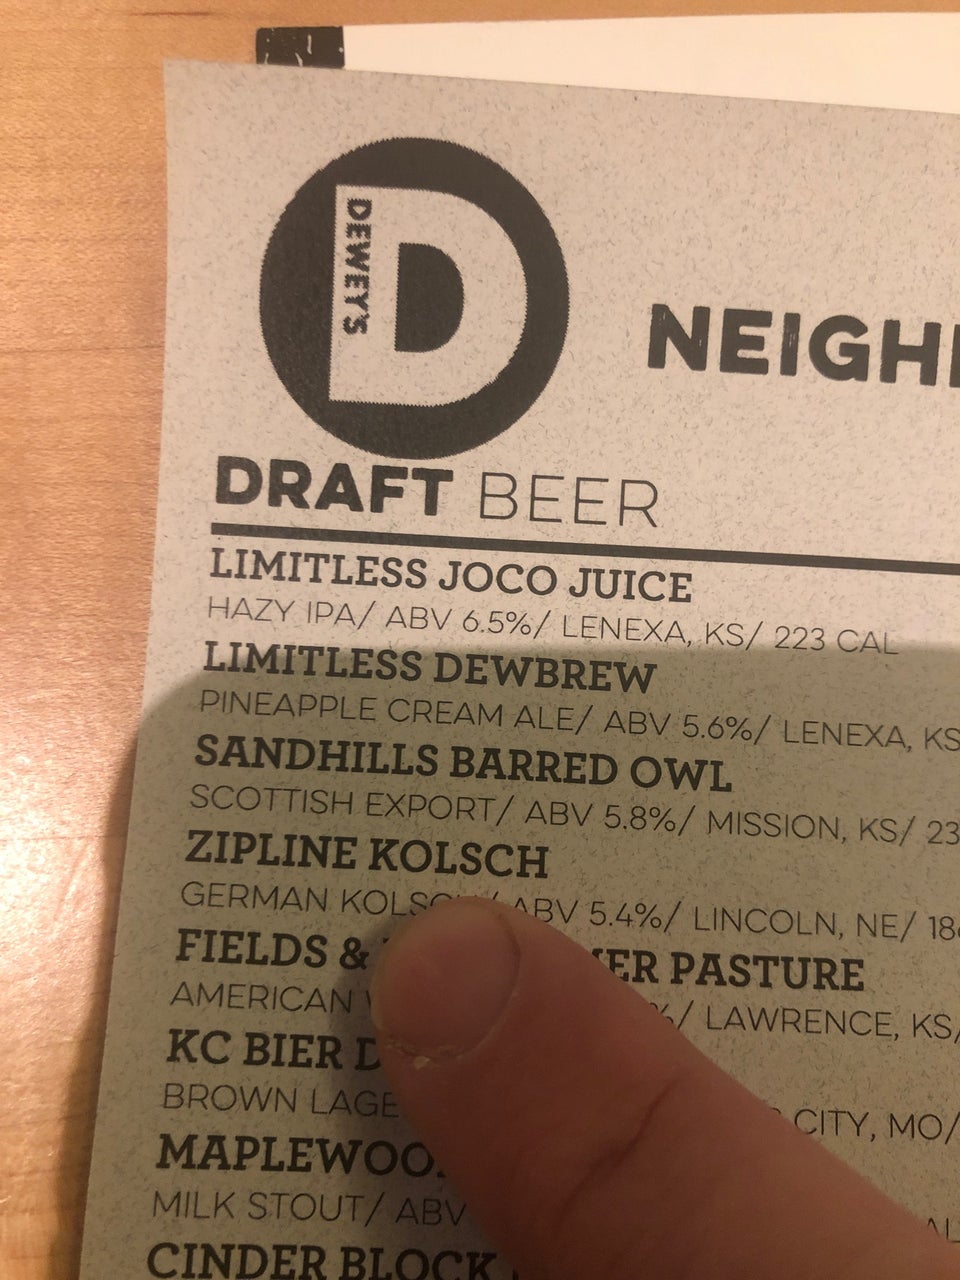 DEWEY'S
D
DRAFT BEER
LIMITLESS JOCO JUICE
HAZY IPA/ ABV 6.5%/ LENEXA, KS/ 223 CAL
LIMITLESS DEWBREW
PINEAPPLE CREAM ALE/ ABV 5.6%/ LENEXA, KS
SANDHILLS BARRED OWL
SCOTTISH EXPORT/ ABV 5.8%/ MISSION, KS/ 23
ZIPLINE KOLSCH
GERMAN ABV 5.4%/ LINCOLN, NE/ 18
FIELDS & PASTURE
AMERICAN LAWRENCE, KS/
KC BIER
BROWN CITY, MO/
MILK STOUT/ ABV
CINDER BLOCK